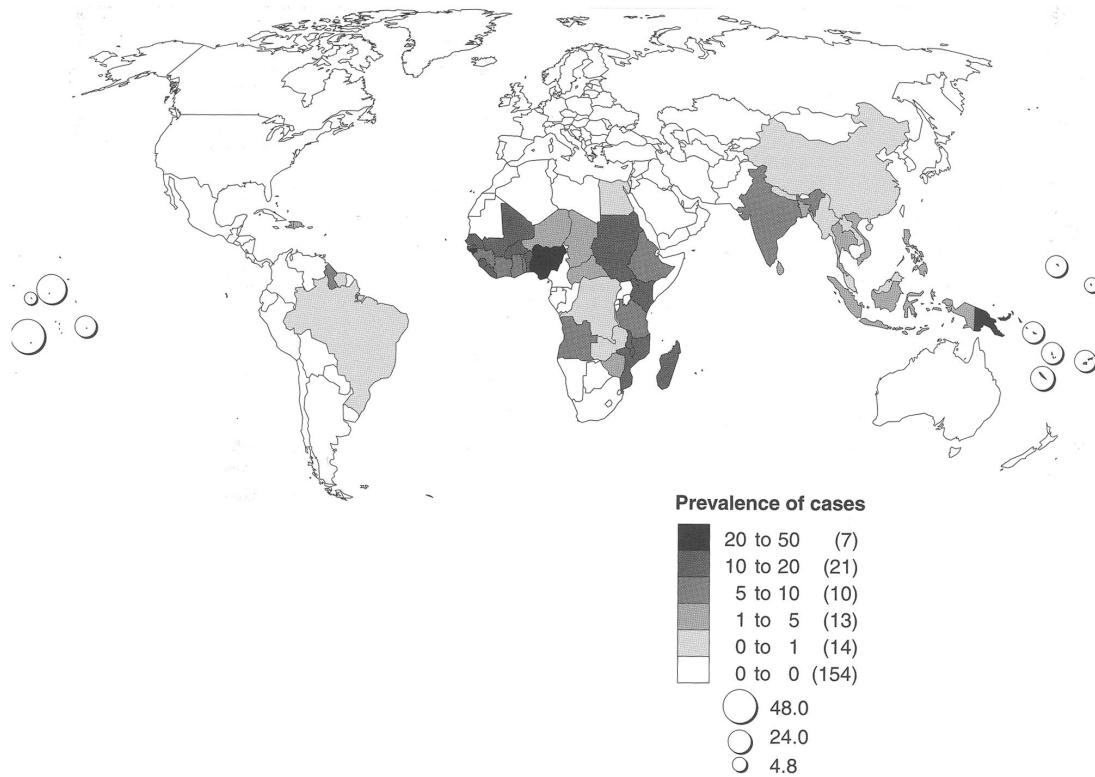 Prevalence of cases
20 to 50 (7)
10 to 20 (21)
5 to 10 (10)
1 to 5 (13)
0 to 1 (14)
0 to 0 (154)
48.0
24.0
4.8